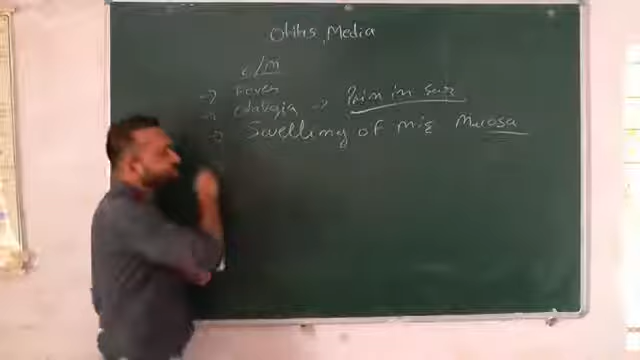 Otitis Media
c/m
→ Fever
→ Otalgia → Pain in Ear
→ Swelling of Mucosa